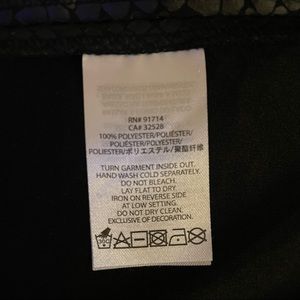 RN# 91714
CA# 32528
100% POLYESTER/POLIÉSTER/
POLIÉSTER/POLYESTER/
POLIESTER/ポリエステル/聚酯纤维
TURN GARMENT INSIDE OUT.
HAND WASH COLD SEPARATELY.
DO NOT BLEACH.
LAY FLAT TO DRY.
IRON ON REVERSE SIDE
AT LOW SETTING.
DO NOT DRY CLEAN.
EXCLUSIVE OF DECORATION.